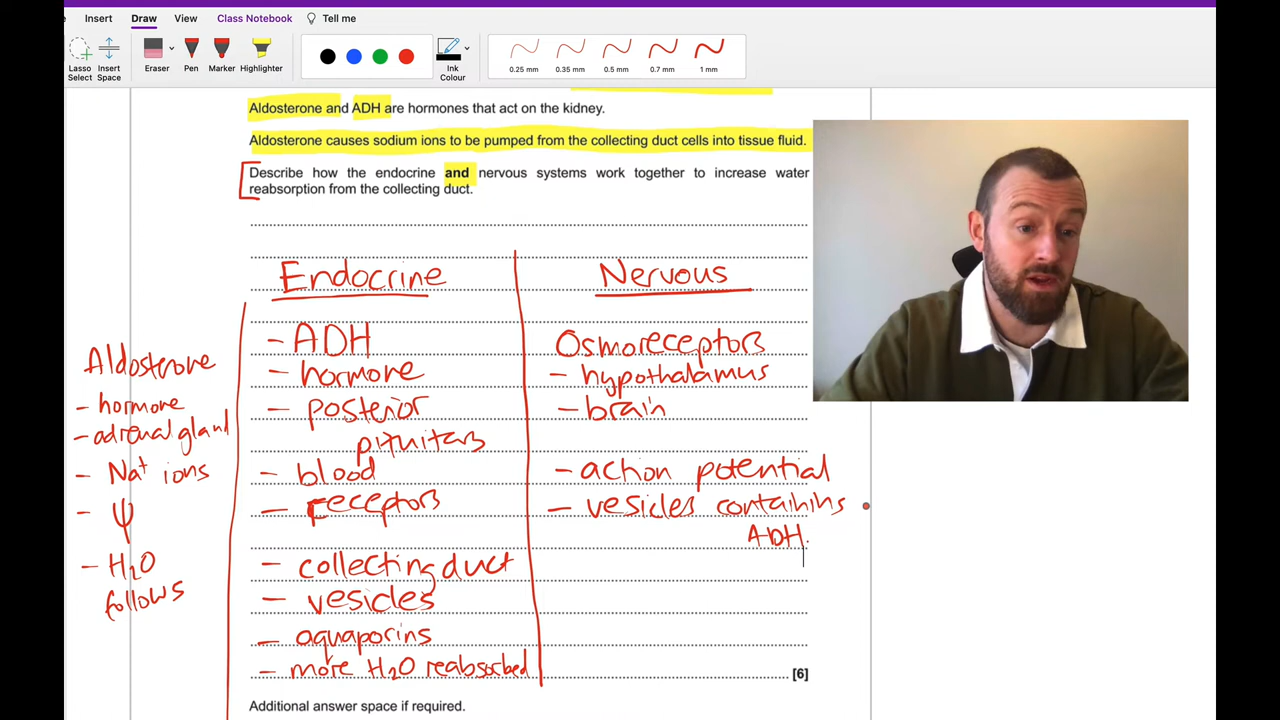 Insert Draw View Class Notebook Tell me
Lasso Select
Insert Space
Eraser
Pen
Marker
Highlighter
Ink Colour
0.25 mm
0.35 mm
0.5 mm
0.7 mm
1 mm
Aldosterone and ADH are hormones that act on the kidney.
Aldosterone causes sodium ions to be pumped from the collecting duct cells into tissue fluid.
Describe how the endocrine and nervous systems work together to increase water
reabsorption from the collecting duct.
Aldosterone
- hormone
- adrenal gland
- Na+ ions
- Ψ
- H2O
follows
Endocrine
- ADH
- hormone
- posterior
pituitary
- blood
- receptors
- collecting duct
- vesicles
- aquaporins
- more H2O reabsorbed
Nervous
Osmoreceptors
- hypothalamus
- brain
- action potential
- vesicles containing
ADH.
[6]
Additional answer space if required.